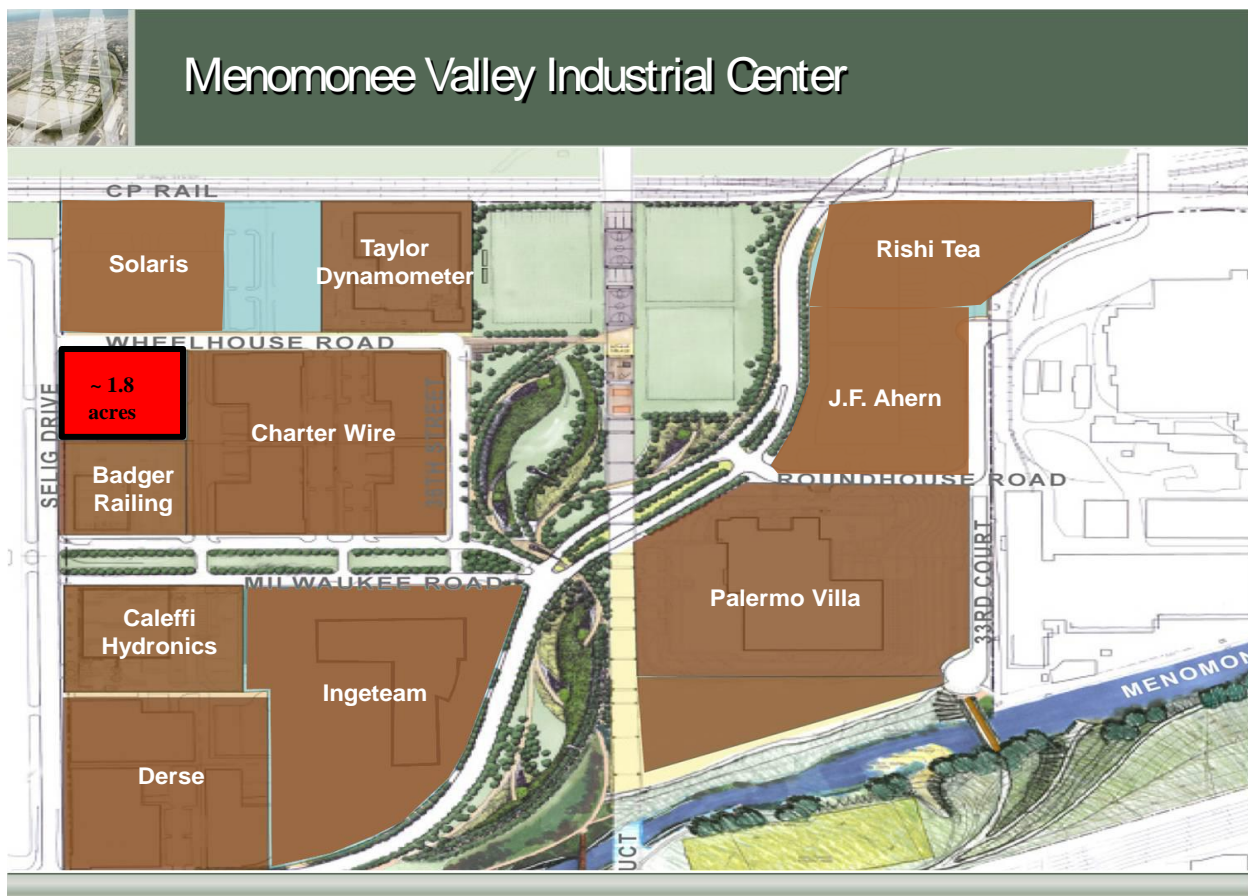 Menomonee Valley Industrial Center
CP RAIL
Solaris
Taylor
Dynamometer
Rishi Tea
WHEELHOUSE ROAD
~ 1.8
acres
SELIG DRIVE
Charter Wire
J.F. Ahern
Badger
Railing
ROUNDHOUSE ROAD
MILWAUKEE ROAD
33RD COURT
Caleffi
Hydronics
Palermo Villa
Ingeteam
MENOMON
Derse
UCT